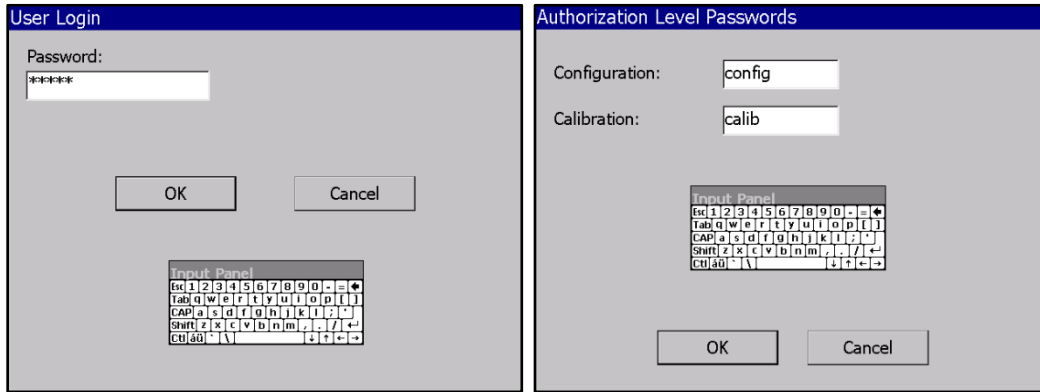 User Login
Password:
*****
OK Cancel
Input Panel
Esc 1 2 3 4 5 6 7 8 9 0 - =
Tab q w e r t y u i o p [ ]
CAP a s d f g h j k l ; '
Shift z x c v b n m , . /
Ctl áü ` \
Authorization Level Passwords
Configuration: config
Calibration: calib
Input Panel
Esc 1 2 3 4 5 6 7 8 9 0 - =
Tab q w e r t y u i o p [ ]
CAP a s d f g h j k l ; '
Shift z x c v b n m , . /
Ctl áü ` \
OK Cancel